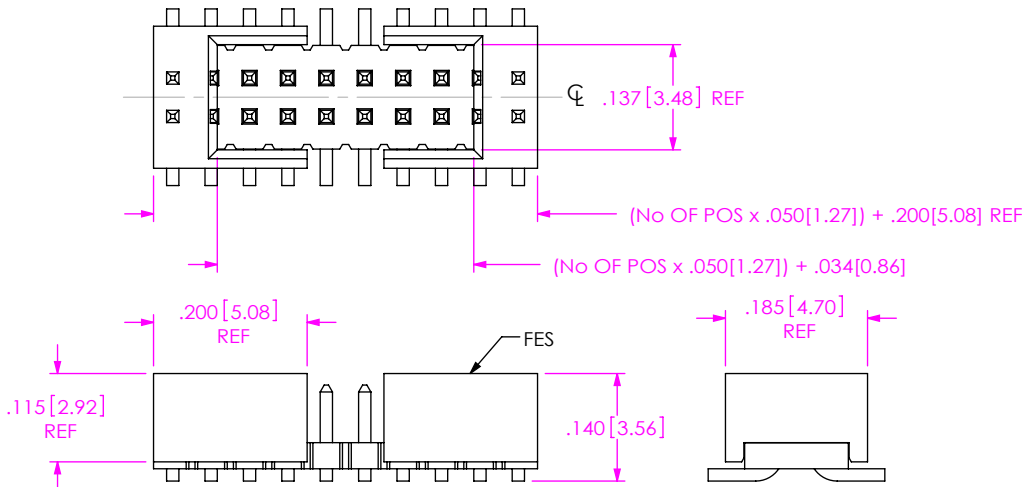 ℄ .137[3.48] REF
(No OF POS x .050[1.27]) + .200[5.08] REF
(No OF POS x .050[1.27]) + .034[0.86]
.200[5.08]
REF
FES
.185[4.70]
REF
.115[2.92]
REF
.140[3.56]